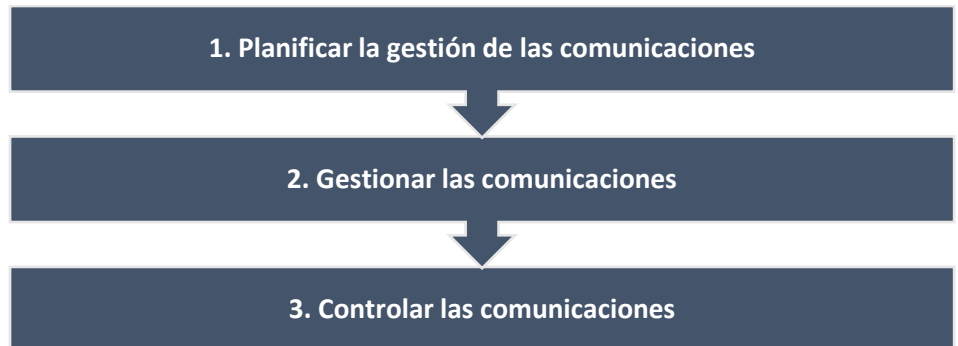 1. Planificar la gestión de las comunicaciones
2. Gestionar las comunicaciones
3. Controlar las comunicaciones